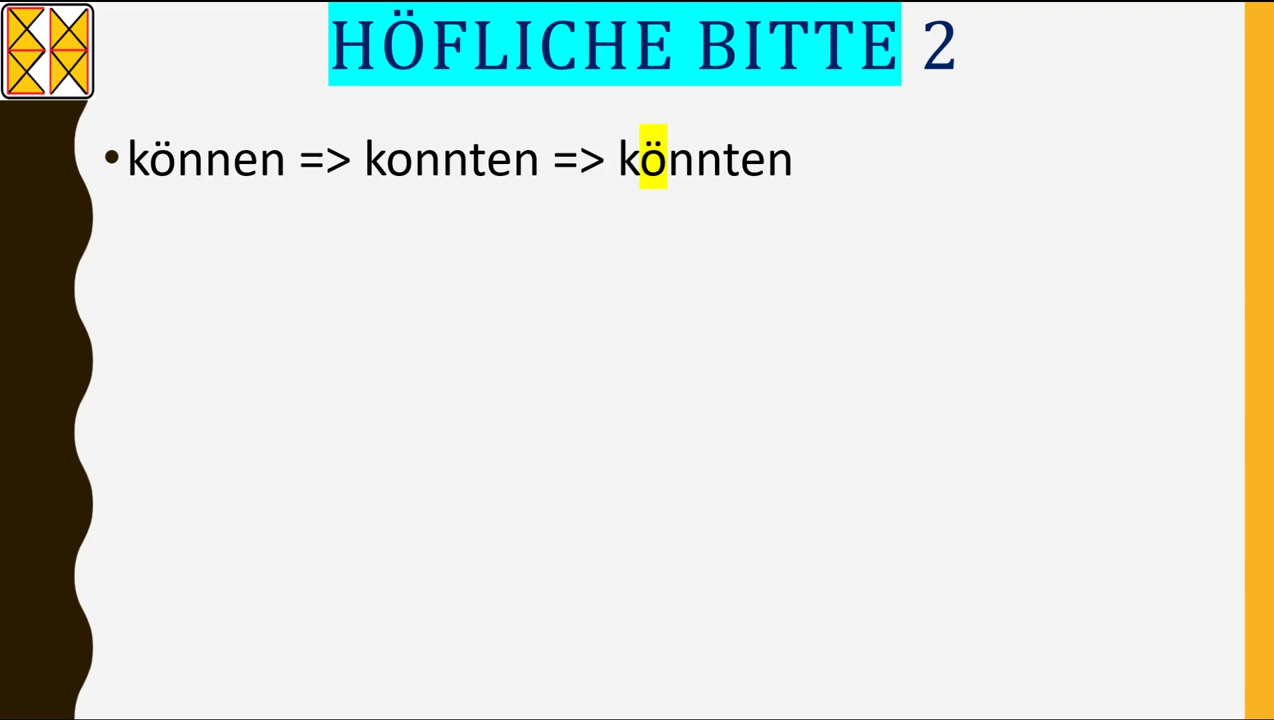 HÖFLICHE BITTE 2
•können => konnten => könnten